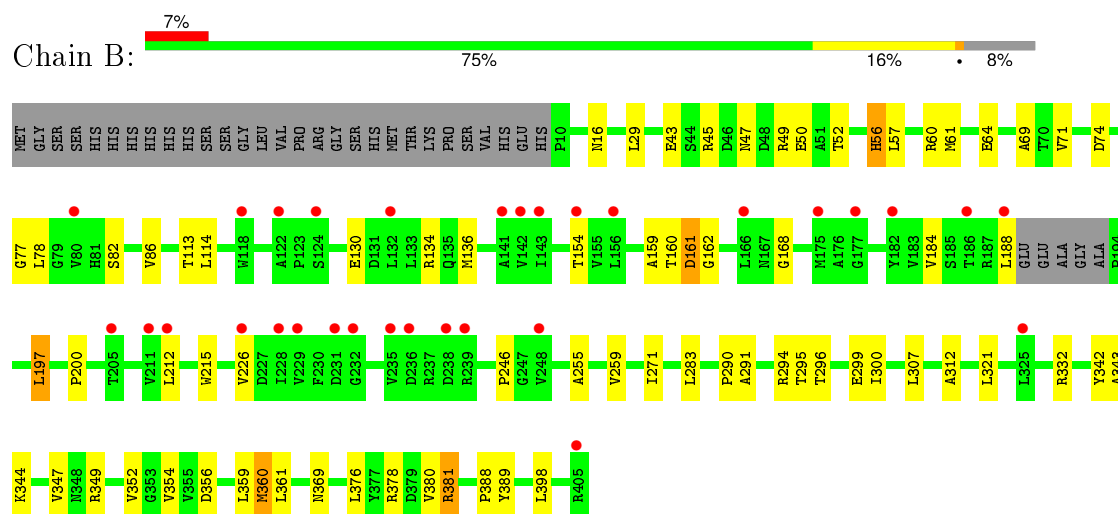 7%
Chain B:
75% 16% • 8%
MET GLY SER SER HIS HIS HIS HIS HIS HIS SER SER GLY LEU VAL PRO ARG GLY SER HIS MET THR LYS PRO SER VAL HIS GLU HIS P10 N16 L29 E43 S44 R45 D46 N47 D48 R49 E50 A51 T52 H56 L57 R60 M61 E64 A69 T70 V71 D74
G77 L78 G79 V80 H81 S82 V86 T113 L114 W118 A122 P123 S124 E130 D131 L132 L133 R134 Q135 M136 A141 V142 I143 T154 V155 L156 A159 T160 D161 G162 L166 N167 G168 M175 A176 G177 Y182 V183 V184 S185 T186 R187 L188 GLU GLU ALA GLY ALA P194
L197 P200 T205 V211 L212 W215 V226 D227 I228 V229 F230 D231 G232 V235 D236 R237 D238 R239 P246 G247 V248 A255 V259 I271 L283 P290 A291 R294 T295 T296 E299 I300 L307 A312 L321 L325 R332 Y342 A343
K344 V347 N348 R349 V352 G353 V354 V355 D356 L359 M360 L361 N369 L376 Y377 R378 D379 V380 R381 P388 Y389 L398 R405